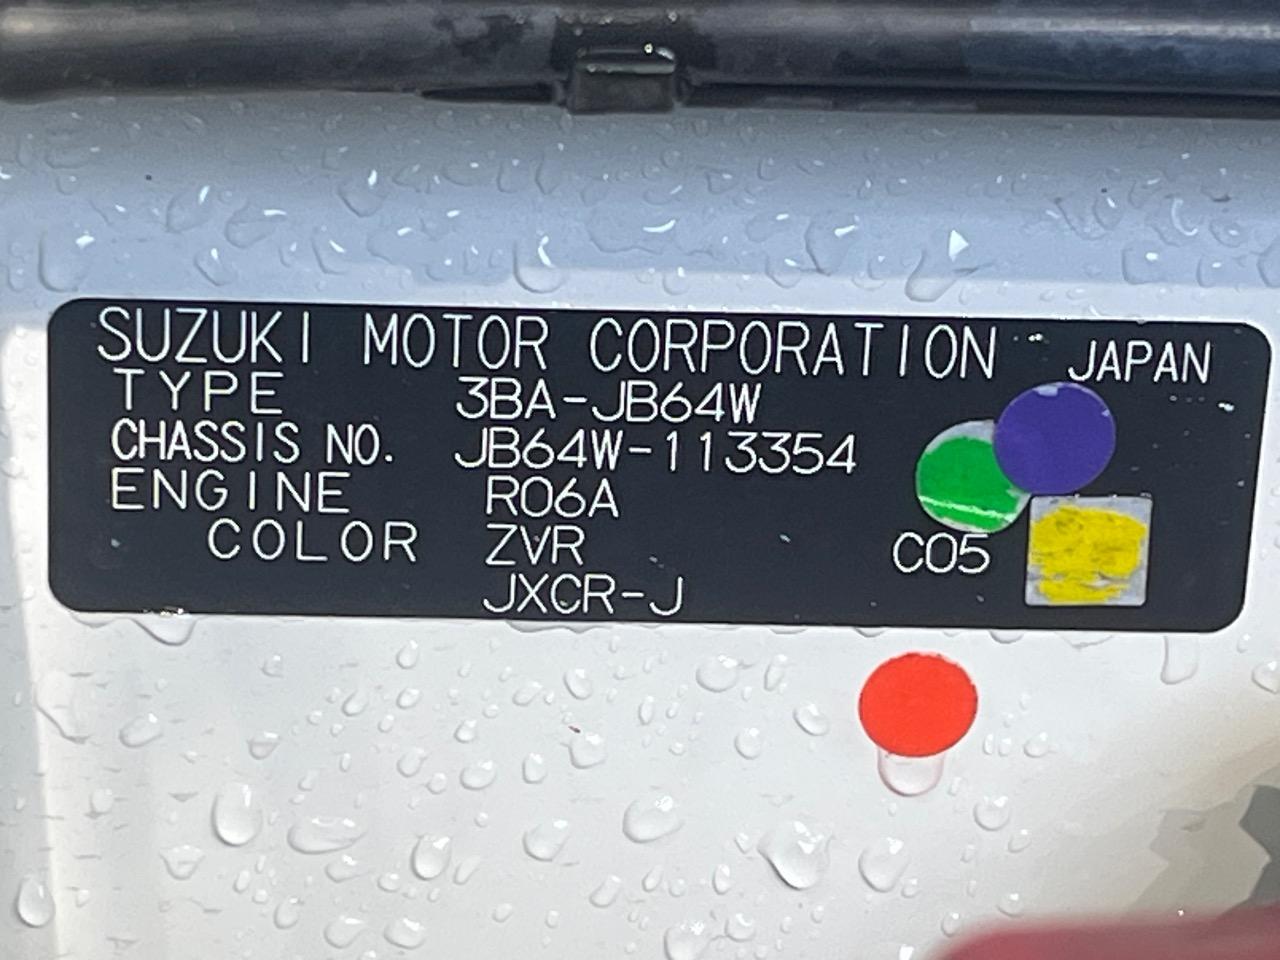 SUZUKI MOTOR CORPORATION JAPAN
TYPE 3BA-JB64W
CHASSIS NO. JB64W-113354
ENGINE R06A
COLOR ZVR C05
JXCR-J